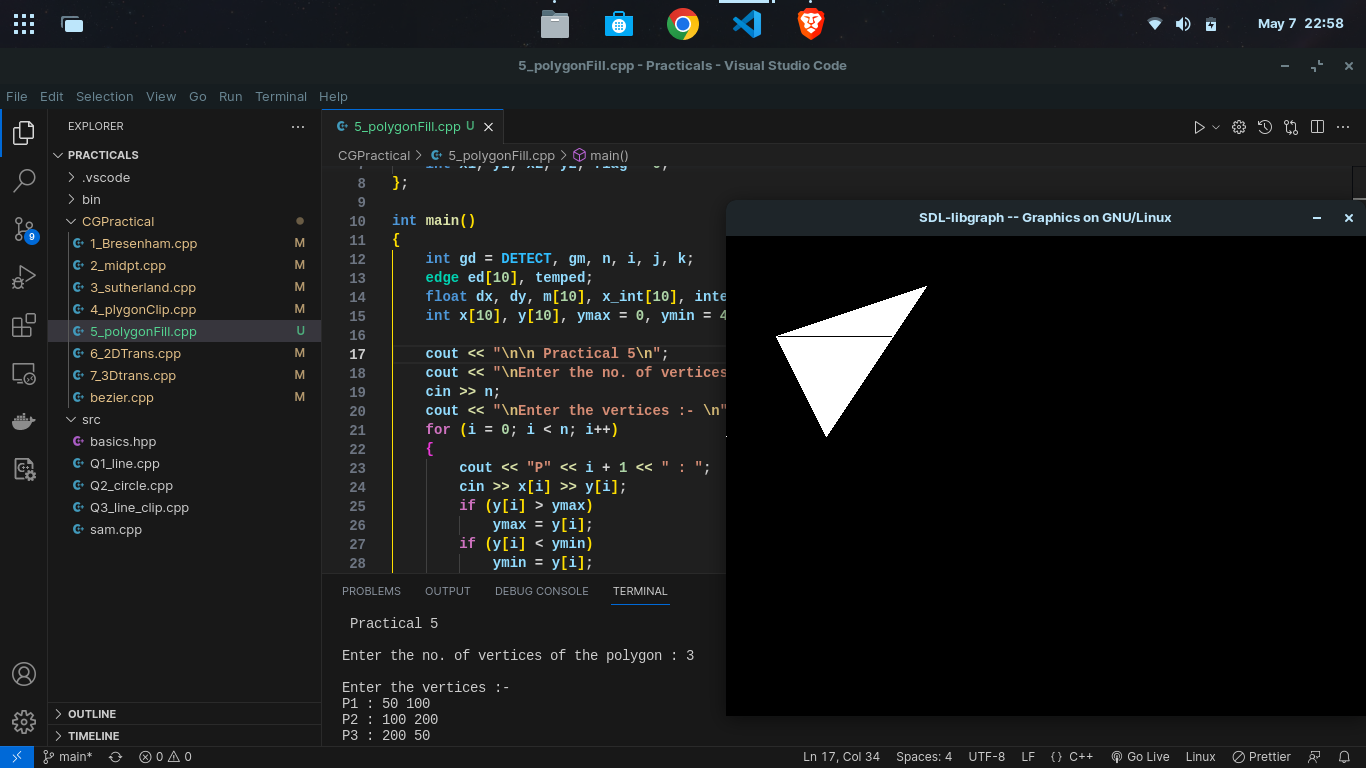 May 7 22:58
5_polygonFill.cpp - Practicals - Visual Studio Code
File Edit Selection View Go Run Terminal Help
EXPLORER
PRACTICALS
.vscode
bin
CGPractical
1_Bresenham.cpp M
2_midpt.cpp M
3_sutherland.cpp M
4_plygonClip.cpp M
5_polygonFill.cpp U
6_2DTrans.cpp M
7_3Dtrans.cpp M
bezier.cpp M
src
basics.hpp
Q1_line.cpp
Q2_circle.cpp
Q3_line_clip.cpp
sam.cpp
OUTLINE
TIMELINE
9
5_polygonFill.cpp U
CGPractical > 5_polygonFill.cpp > main()
8 };
9
10 int main()
11 {
12 int gd = DETECT, gm, n, i, j, k;
13 edge ed[10], temped;
14 float dx, dy, m[10], x_int[10], inte
15 int x[10], y[10], ymax = 0, ymin = 4
16
17 cout << "\n\n Practical 5\n";
18 cout << "\nEnter the no. of vertices
19 cin >> n;
20 cout << "\nEnter the vertices :- \n"
21 for (i = 0; i < n; i++)
22 {
23 cout << "P" << i + 1 << " : ";
24 cin >> x[i] >> y[i];
25 if (y[i] > ymax)
26 ymax = y[i];
27 if (y[i] < ymin)
28 ymin = y[i];
SDL-libgraph -- Graphics on GNU/Linux
PROBLEMS OUTPUT DEBUG CONSOLE TERMINAL
Practical 5
Enter the no. of vertices of the polygon : 3
Enter the vertices :-
P1 : 50 100
P2 : 100 200
P3 : 200 50
main* 0 0 Ln 17, Col 34 Spaces: 4 UTF-8 LF {} C++ Go Live Linux Prettier